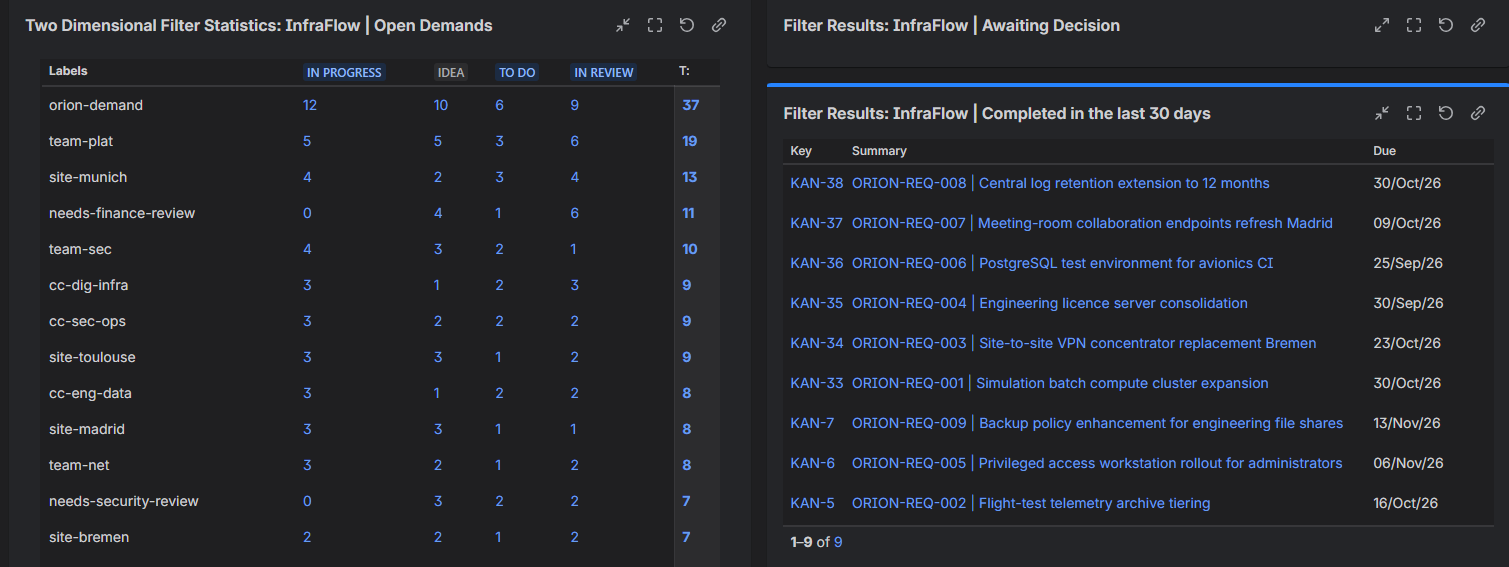 Two Dimensional Filter Statistics: InfraFlow | Open Demands
Labels IN PROGRESS IDEA TO DO IN REVIEW T:
orion-demand 12 10 6 9 37
team-plat 5 5 3 6 19
site-munich 4 2 3 4 13
needs-finance-review 0 4 1 6 11
team-sec 4 3 2 1 10
cc-dig-infra 3 1 2 3 9
cc-sec-ops 3 2 2 2 9
site-toulouse 3 3 1 2 9
cc-eng-data 3 1 2 2 8
site-madrid 3 3 1 1 8
team-net 3 2 1 2 8
needs-security-review 0 3 2 2 7
site-bremen 2 2 1 2 7
Filter Results: InfraFlow | Awaiting Decision
Filter Results: InfraFlow | Completed in the last 30 days
Key Summary Due
KAN-38 ORION-REQ-008 | Central log retention extension to 12 months 30/Oct/26
KAN-37 ORION-REQ-007 | Meeting-room collaboration endpoints refresh Madrid 09/Oct/26
KAN-36 ORION-REQ-006 | PostgreSQL test environment for avionics CI 25/Sep/26
KAN-35 ORION-REQ-004 | Engineering licence server consolidation 30/Sep/26
KAN-34 ORION-REQ-003 | Site-to-site VPN concentrator replacement Bremen 23/Oct/26
KAN-33 ORION-REQ-001 | Simulation batch compute cluster expansion 30/Oct/26
KAN-7 ORION-REQ-009 | Backup policy enhancement for engineering file shares 13/Nov/26
KAN-6 ORION-REQ-005 | Privileged access workstation rollout for administrators 06/Nov/26
KAN-5 ORION-REQ-002 | Flight-test telemetry archive tiering 16/Oct/26
1–9 of 9